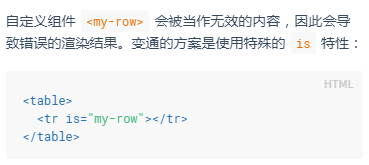 自定义组件 <my-row> 会被当作无效的内容，因此会导
致错误的渲染结果。变通的方案是使用特殊的 is 特性：
HTML
<table>
  <tr is="my-row"></tr>
</table>